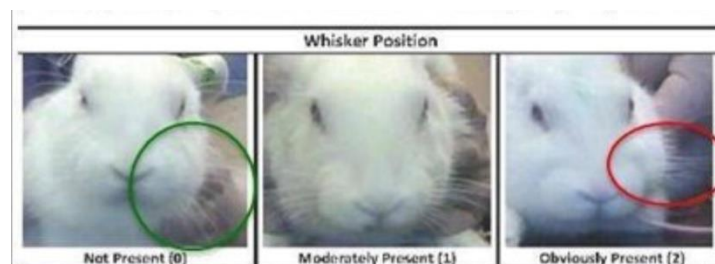 Whisker Position
Not Present (0)
Moderately Present (1)
Obviously Present (2)